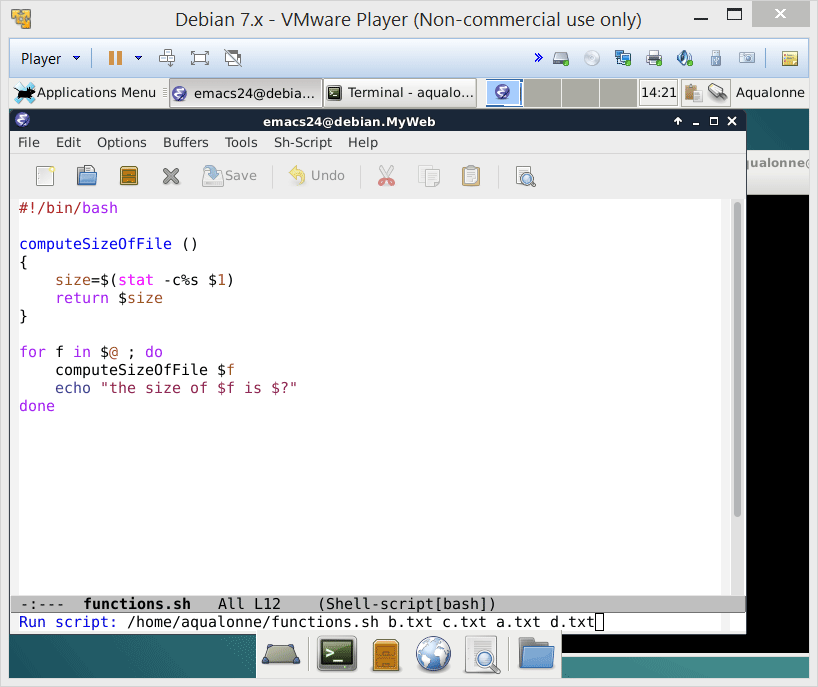 Debian 7.x - VMware Player (Non-commercial use only)
Player
Applications Menu emacs24@debia... Terminal - aqualo... 14:21 Aqualonne
emacs24@debian.MyWeb
File Edit Options Buffers Tools Sh-Script Help
qualonne@
Save Undo
#!/bin/bash
computeSizeOfFile ()
{
size=$(stat -c%s $1)
return $size
}
for f in $@ ; do
computeSizeOfFile $f
echo "the size of $f is $?"
done
-:--- functions.sh All L12 (Shell-script[bash])
Run script: /home/aqualonne/functions.sh b.txt c.txt a.txt d.txt